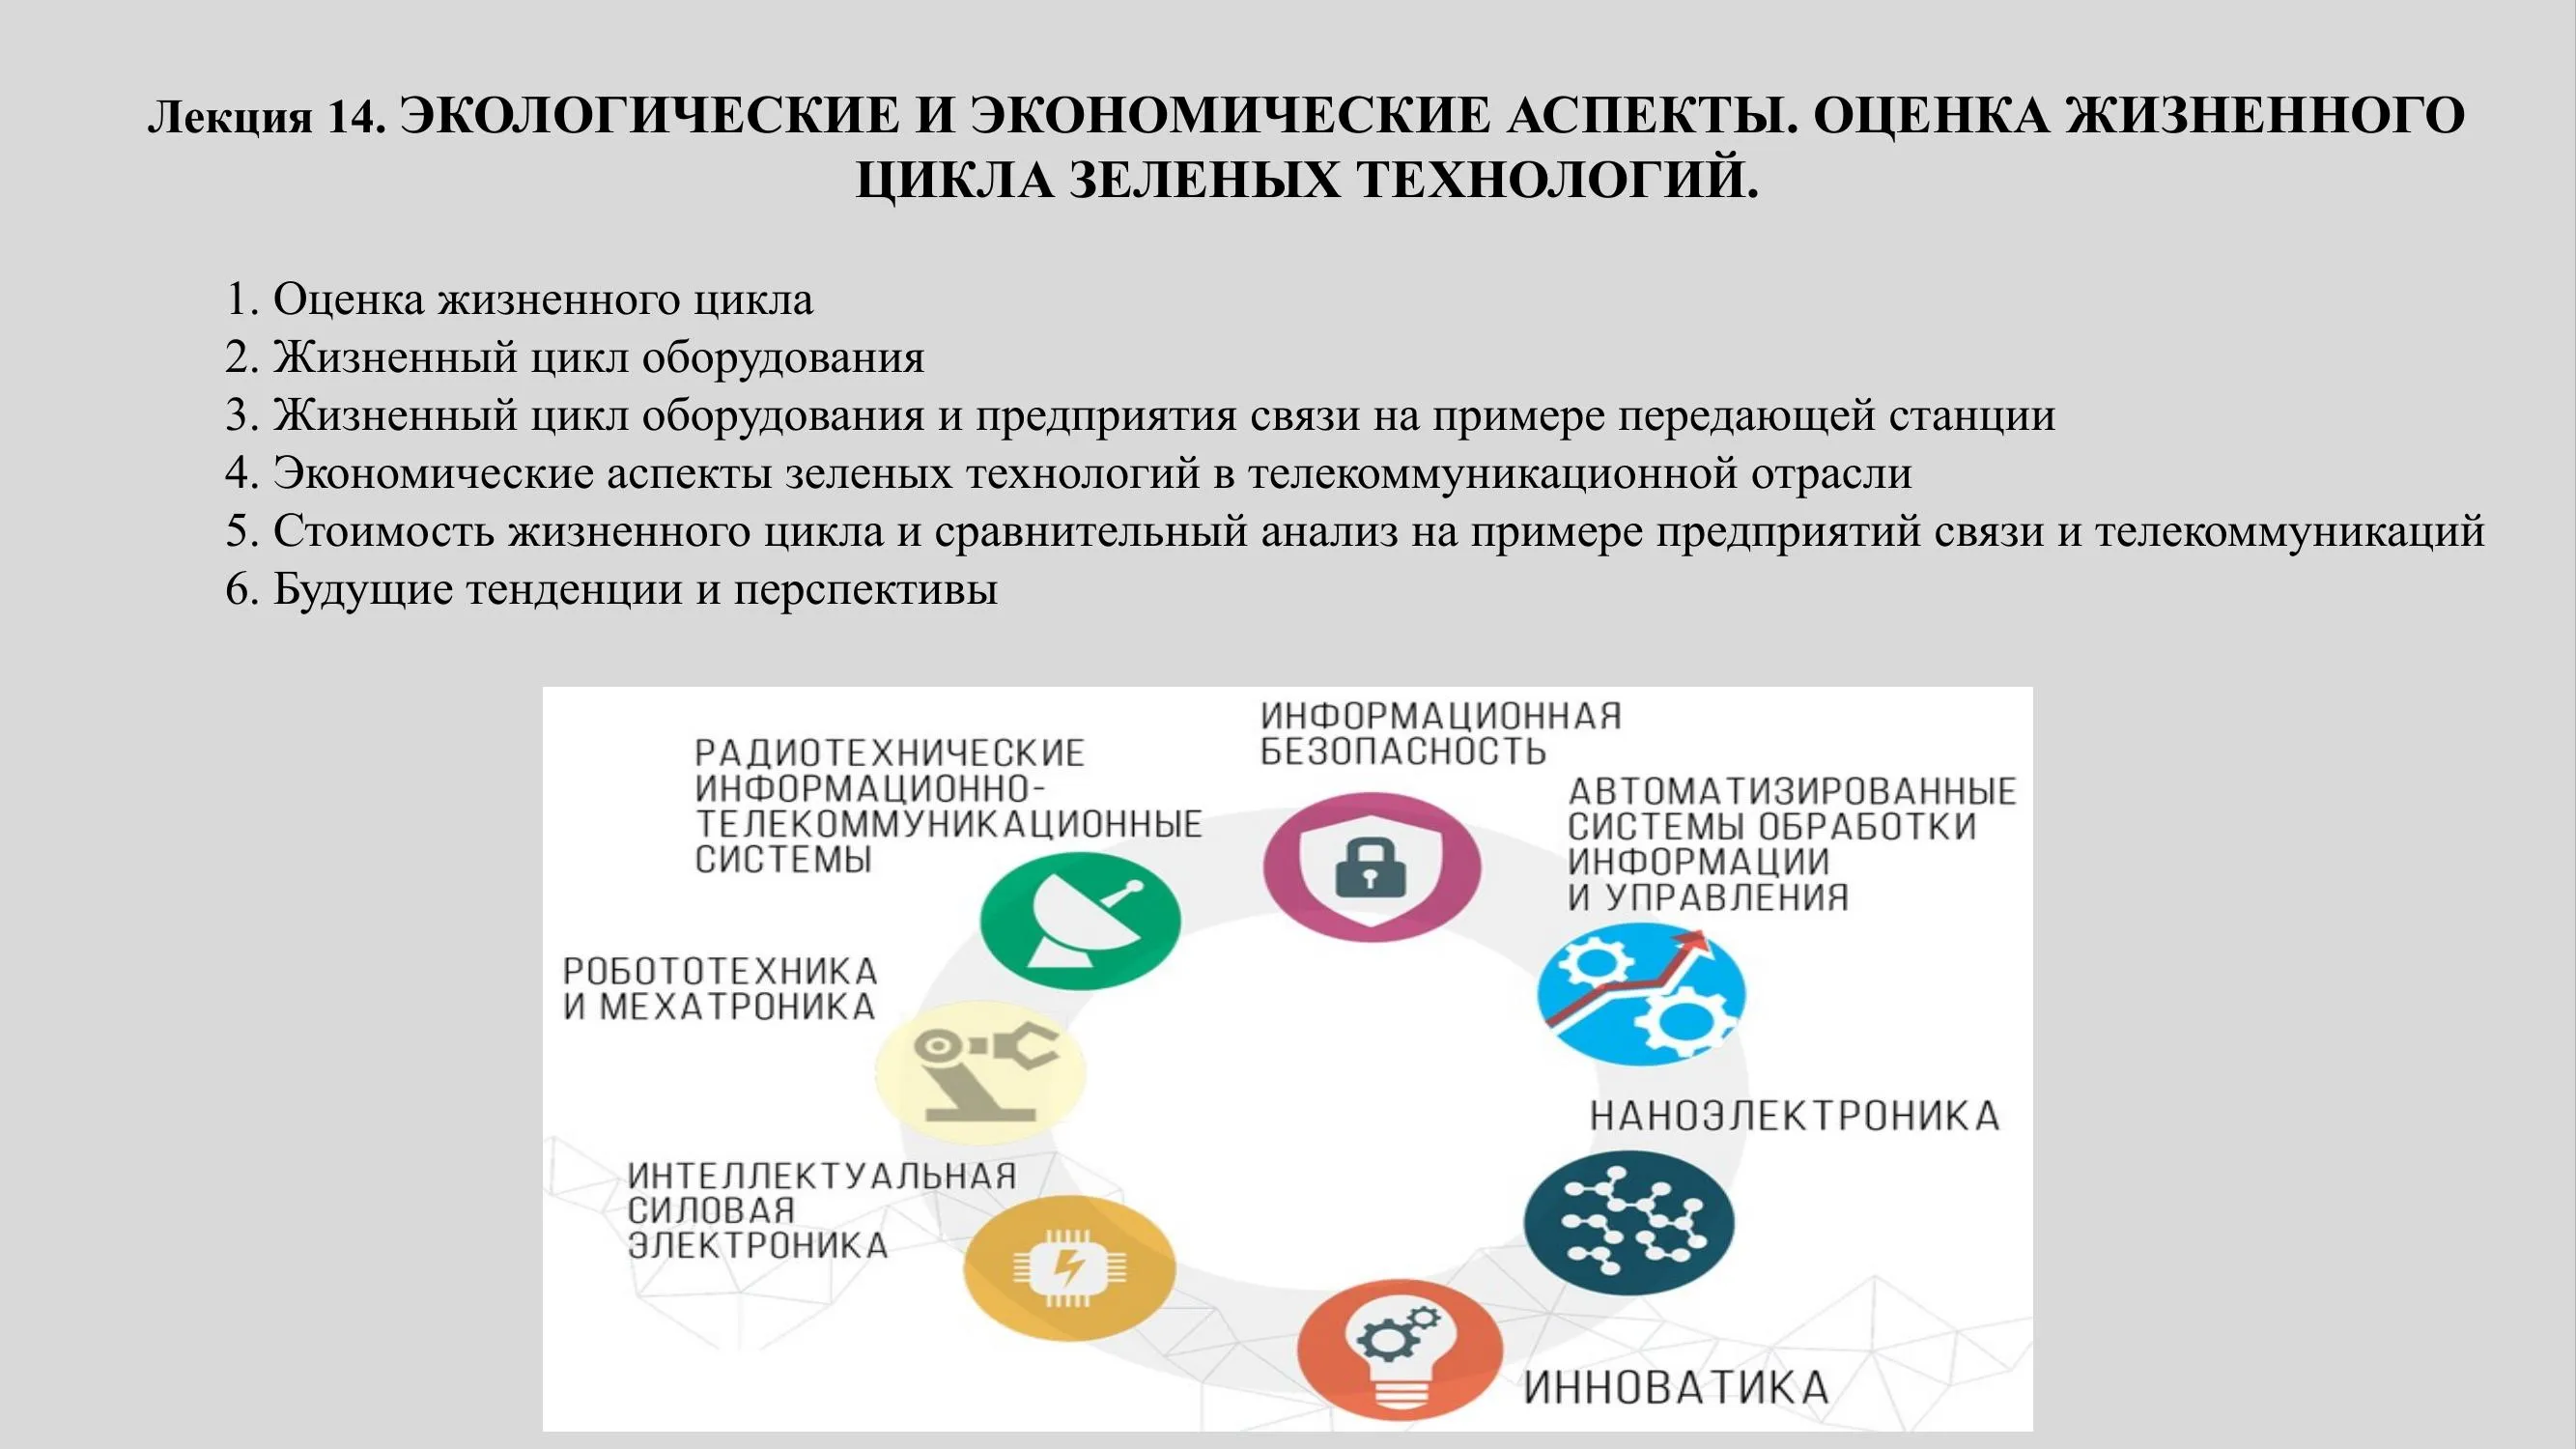 Лекция 14. ЭКОЛОГИЧЕСКИЕ И ЭКОНОМИЧЕСКИЕ АСПЕКТЫ. ОЦЕНКА ЖИЗНЕННОГО
ЦИКЛА ЗЕЛЕНЫХ ТЕХНОЛОГИЙ.
1. Оценка жизненного цикла
2. Жизненный цикл оборудования
3. Жизненный цикл оборудования и предприятия связи на примере передающей станции
4. Экономические аспекты зеленых технологий в телекоммуникационной отрасли
5. Стоимость жизненного цикла и сравнительный анализ на примере предприятий связи и телекоммуникаций
6. Будущие тенденции и перспективы
ИНФОРМАЦИОННАЯ
БЕЗОПАСНОСТЬ
РАДИОТЕХНИЧЕСКИЕ
ИНФОРМАЦИОННО-
ТЕЛЕКОММУНИКАЦИОННЫЕ
СИСТЕМЫ
АВТОМАТИЗИРОВАННЫЕ
СИСТЕМЫ ОБРАБОТКИ
ИНФОРМАЦИИ
И УПРАВЛЕНИЯ
РОБОТОТЕХНИКА
И МЕХАТРОНИКА
НАНОЭЛЕКТРОНИКА
ИНТЕЛЛЕКТУАЛЬНАЯ
СИЛОВАЯ
ЭЛЕКТРОНИКА
ИННОВАТИКА